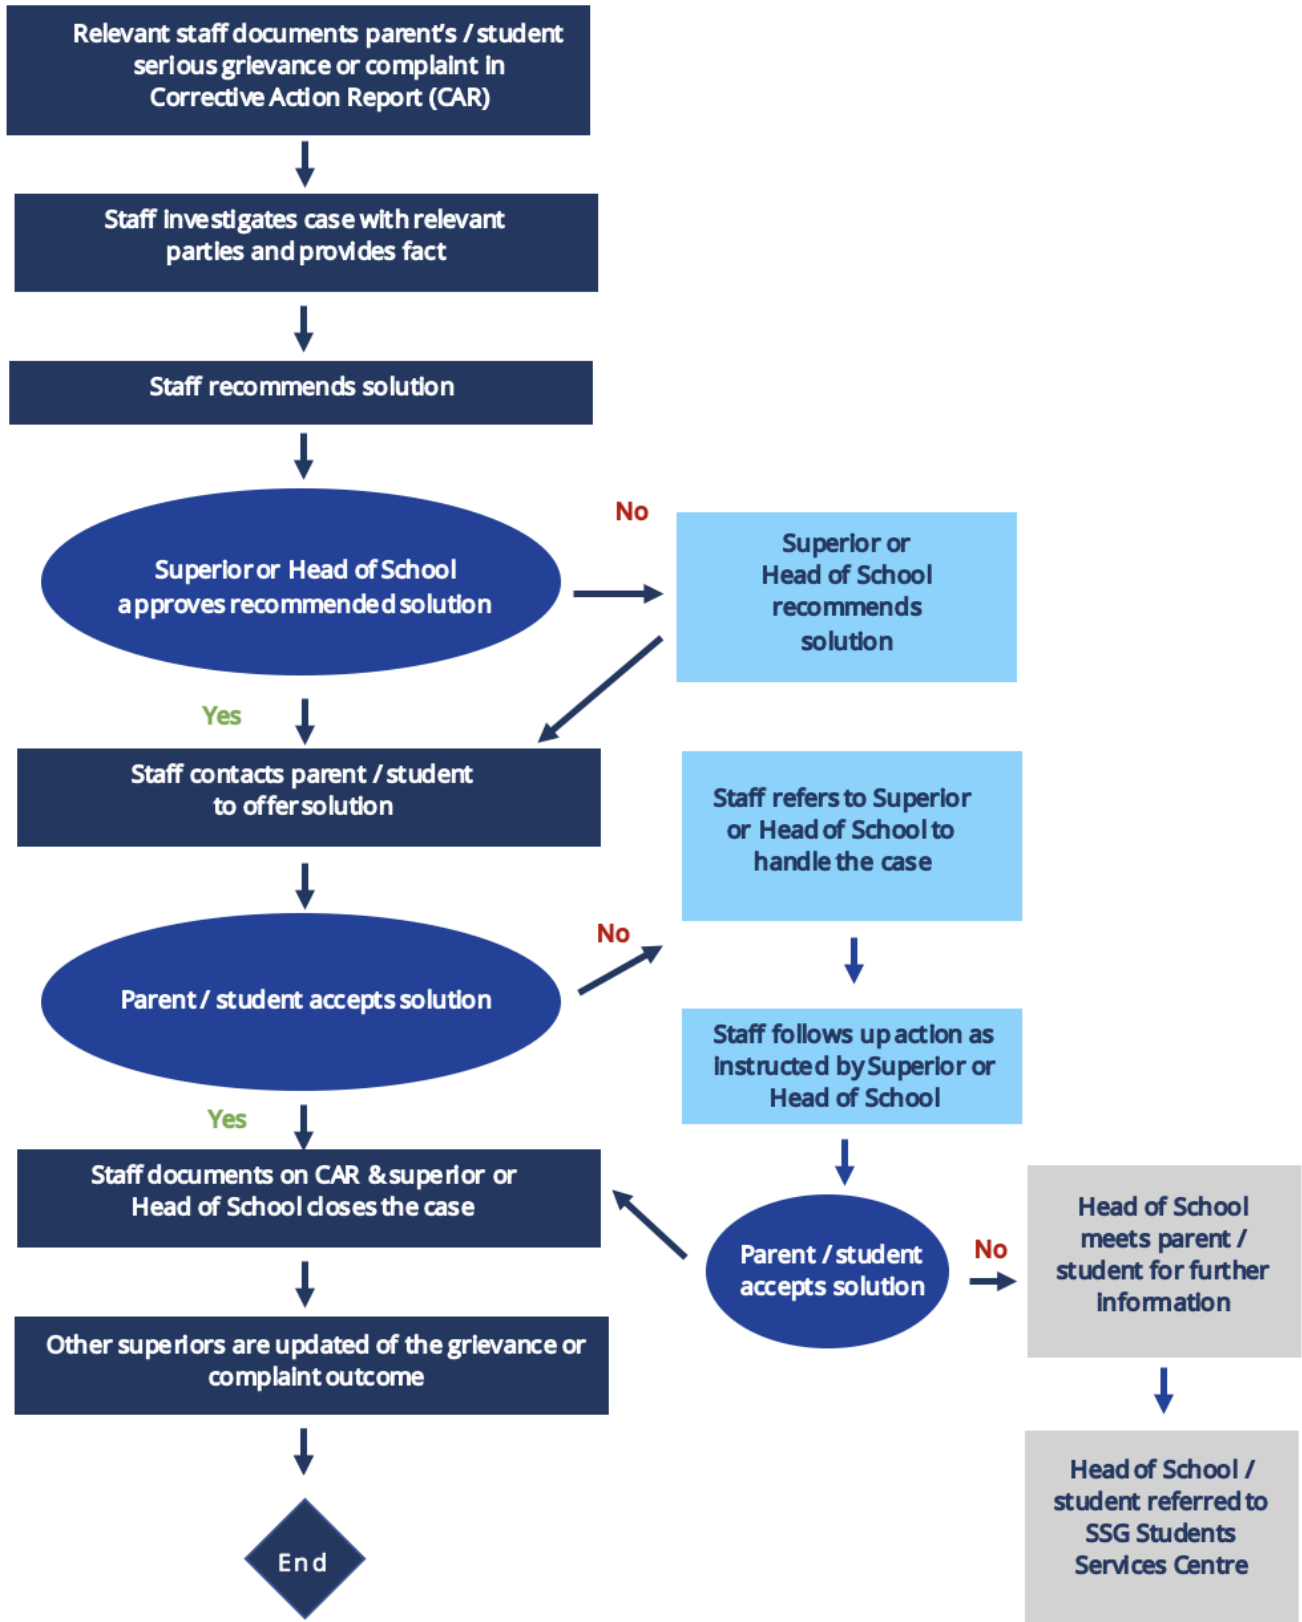 Relevant staff documents parent's / student
serious grievance or complaint in
Corrective Action Report (CAR)
Staff investigates case with relevant
parties and provides fact
Staff recommends solution
Superior or Head of School
approves recommended solution
No
Superior or
Head of School
recommends
solution
Yes
Staff contacts parent / student
to offer solution
Staff refers to Superior
or Head of School to
handle the case
Parent / student accepts solution
No
Staff follows up action as
instructed by Superior or
Head of School
Yes
Staff documents on CAR & superior or
Head of School closes the case
Parent / student
accepts solution
No
Head of School
meets parent /
student for further
information
Other superiors are updated of the grievance or
complaint outcome
Head of School /
student referred to
SSG Students
Services Centre
End